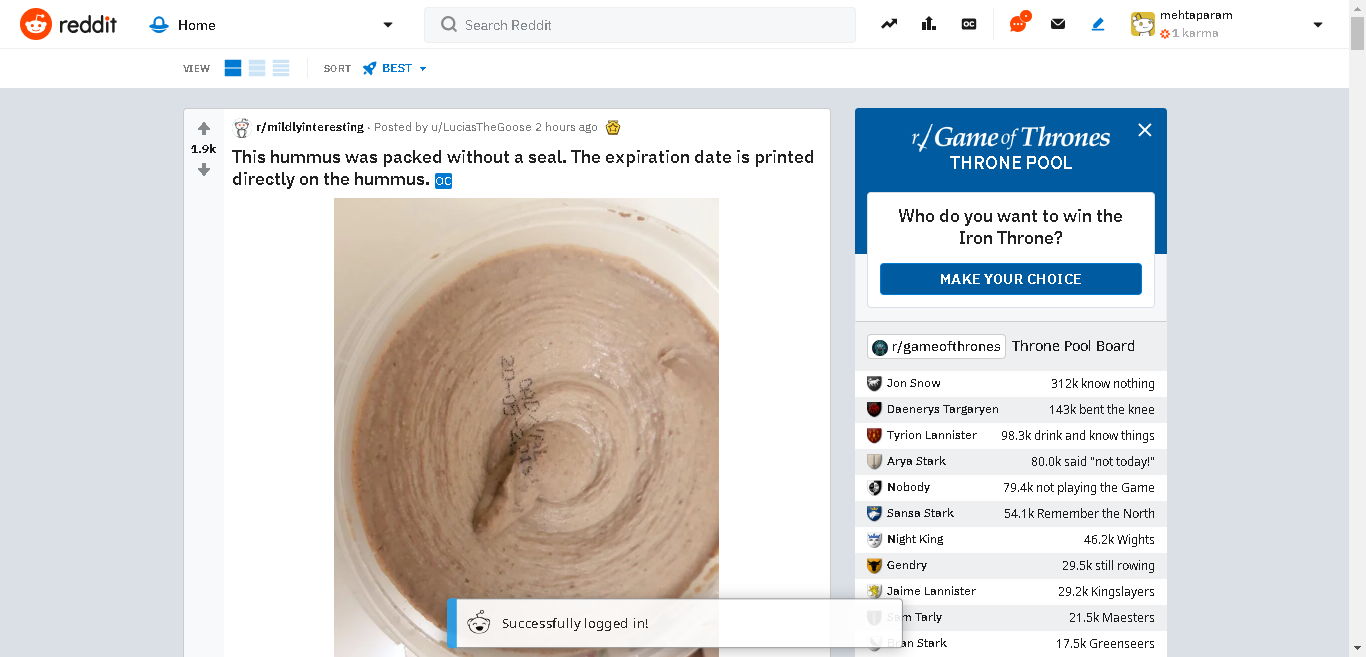 reddit
Home
Search Reddit
OC
mehtaparam
1 karma
VIEW
SORT
BEST
1.9k
r/mildlyinteresting · Posted by u/LuciasTheGoose 2 hours ago
This hummus was packed without a seal. The expiration date is printed
directly on the hummus. OC
r/Game of Thrones
THRONE POOL
Who do you want to win the
Iron Throne?
MAKE YOUR CHOICE
r/gameofthrones Throne Pool Board
Jon Snow 312k know nothing
Daenerys Targaryen 143k bent the knee
Tyrion Lannister 98.3k drink and know things
Arya Stark 80.0k said "not today!"
Nobody 79.4k not playing the Game
Sansa Stark 54.1k Remember the North
Night King 46.2k Wights
Gendry 29.5k still rowing
Jaime Lannister 29.2k Kingslayers
Sam Tarly 21.5k Maesters
Bran Stark 17.5k Greenseers
Successfully logged in!